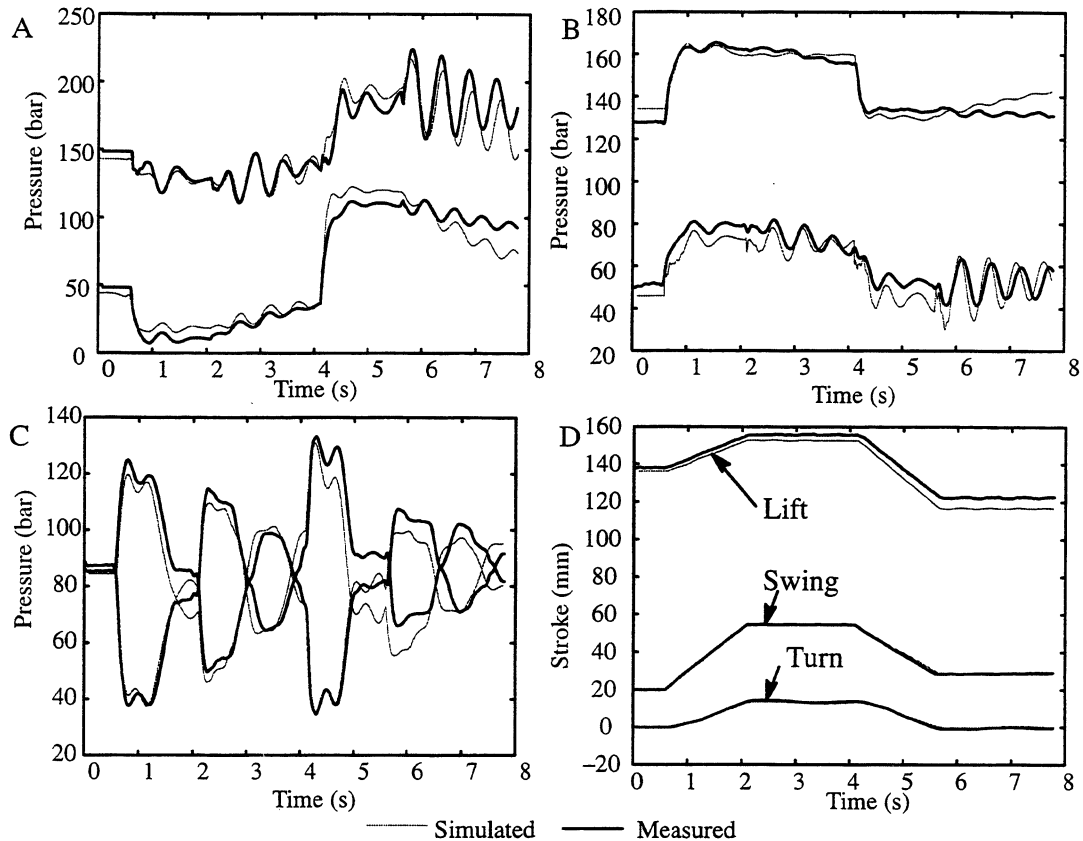 A
250
200
150
100
50
0
Pressure (bar)
0 1 2 3 4 5 6 7 8
Time (s)
B
180
160
140
120
100
80
60
40
20
Pressure (bar)
0 1 2 3 4 5 6 7 8
Time (s)
C
140
120
100
80
60
40
20
Pressure (bar)
0 1 2 3 4 5 6 7 8
Time (s)
D
160
140
120
100
80
60
40
20
0
–20
Stroke (mm)
Lift
Swing
Turn
0 1 2 3 4 5 6 7 8
Time (s)
Simulated Measured